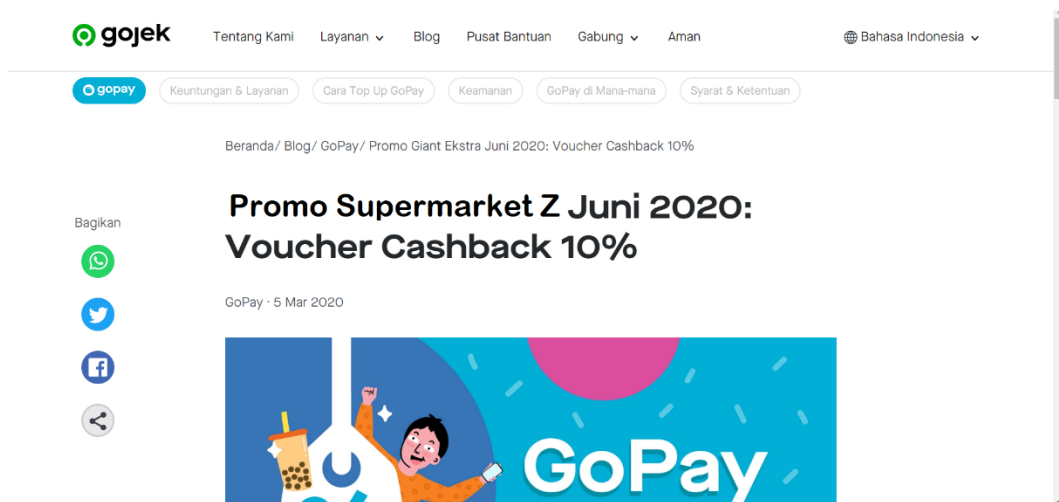 gojek Tentang Kami Layanan Blog Pusat Bantuan Gabung Aman Bahasa Indonesia
gopay Keuntungan & Layanan Cara Top Up GoPay Keamanan GoPay di Mana-mana Syarat & Ketentuan
Beranda/ Blog/ GoPay/ Promo Giant Ekstra Juni 2020: Voucher Cashback 10%
Promo Supermarket Z Juni 2020:
Voucher Cashback 10%
Bagikan
GoPay · 5 Mar 2020
GoPay